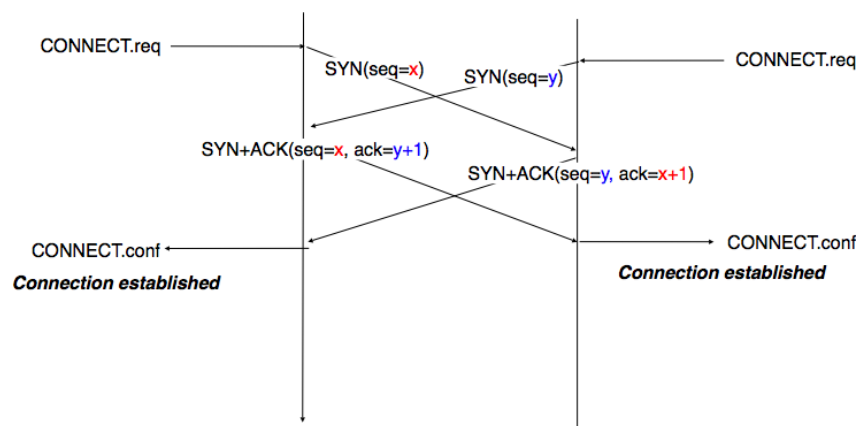 CONNECT.req
SYN(seq=x)
SYN(seq=y)
CONNECT.req
SYN+ACK(seq=x, ack=y+1)
SYN+ACK(seq=y, ack=x+1)
CONNECT.conf
CONNECT.conf
Connection established
Connection established